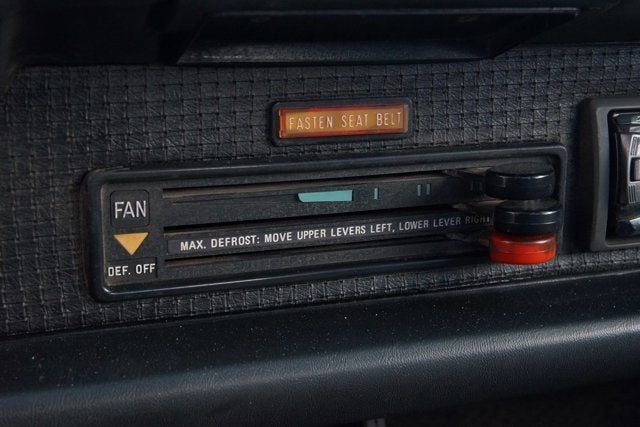 FASTEN SEAT BELT
FAN
MAX. DEFROST: MOVE UPPER LEVERS LEFT, LOWER LEVER RIGHT
DEF. OFF